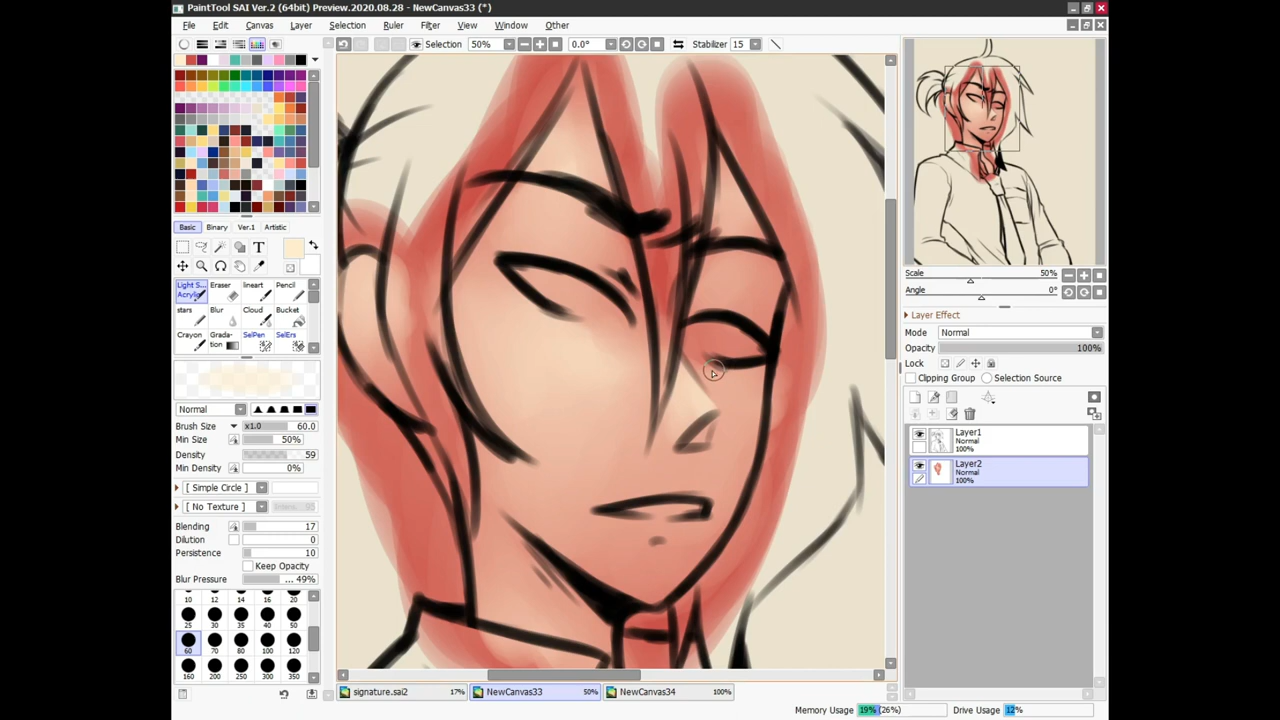 PaintTool SAI Ver.2 (64bit) Preview.2020.08.28 - NewCanvas33 (*)
File Edit Canvas Layer Selection Ruler Filter View Window Other
Selection 50% 0.0° Stabilizer 15
Basic Binary Ver.1 Artistic
T
Light S... Acrylic Eraser lineart Pencil
stars Blur Cloud Bucket
Crayon Grada-tion SelPen SelErs
Normal
Brush Size x1.0 60.0
Min Size 50%
Density 59
Min Density 0%
[ Simple Circle ]
[ No Texture ]
Blending 17
Dilution 0
Persistence 10
Keep Opacity
Blur Pressure ... 49%
10 12 14 16 20
25 30 35 40 50
60 70 80 100 120
160 200 250 300 350
signature.sai2 17% NewCanvas33 50% NewCanvas34 100%
Scale 50%
Angle 0°
Layer Effect
Mode Normal
Opacity 100%
Lock
Clipping Group Selection Source
Layer1
Normal
100%
Layer2
Normal
100%
Memory Usage 19% (26%) Drive Usage 12%